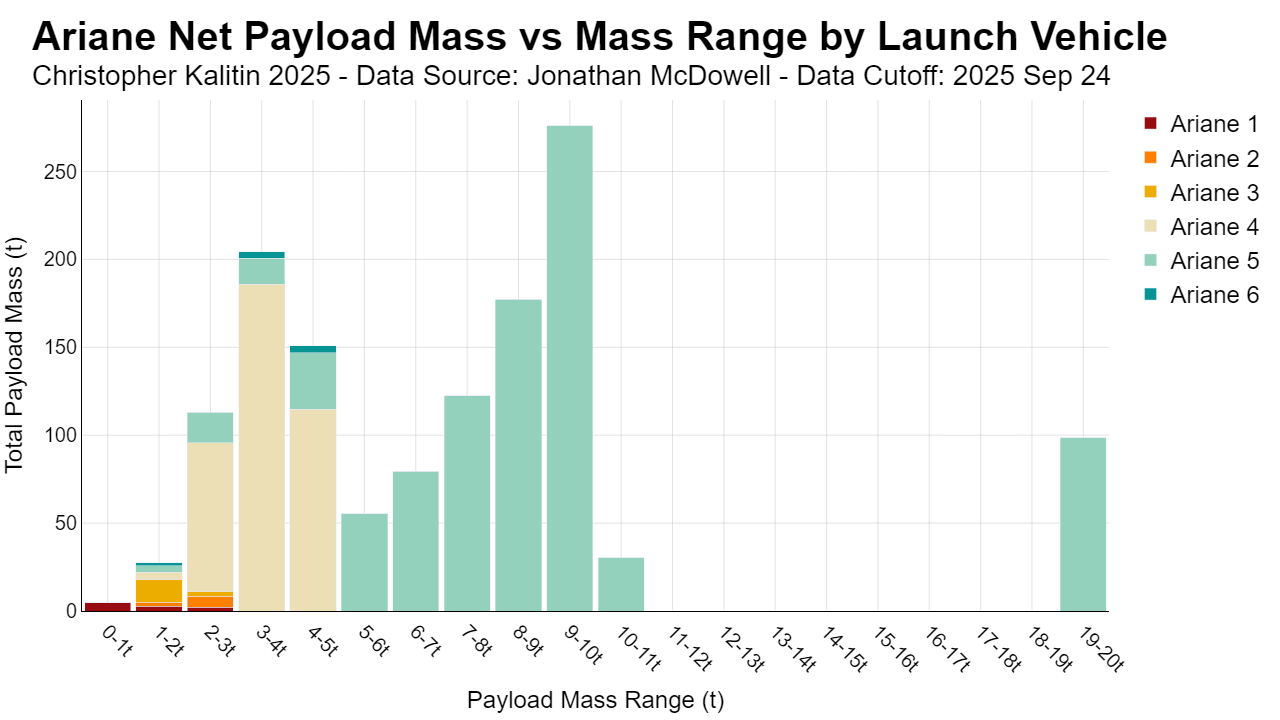 Ariane Net Payload Mass vs Mass Range by Launch Vehicle
Christopher Kalitin 2025 - Data Source: Jonathan McDowell - Data Cutoff: 2025 Sep 24
Ariane 1
Ariane 2
Ariane 3
Ariane 4
Ariane 5
Ariane 6
Total Payload Mass (t)
250
200
150
100
50
0
0-1t
1-2t
2-3t
3-4t
4-5t
5-6t
6-7t
7-8t
8-9t
9-10t
10-11t
11-12t
12-13t
13-14t
14-15t
15-16t
16-17t
17-18t
18-19t
19-20t
Payload Mass Range (t)